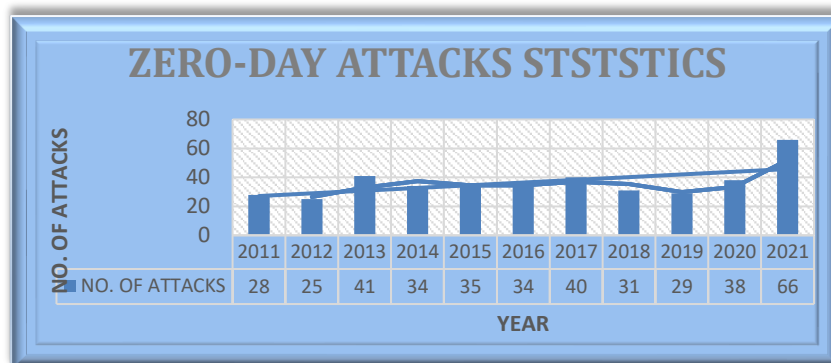 ZERO-DAY ATTACKS STSTSTICS
NO. OF ATTACKS
80
60
40
20
0
2011 2012 2013 2014 2015 2016 2017 2018 2019 2020 2021
NO. OF ATTACKS 28 25 41 34 35 34 40 31 29 38 66
YEAR